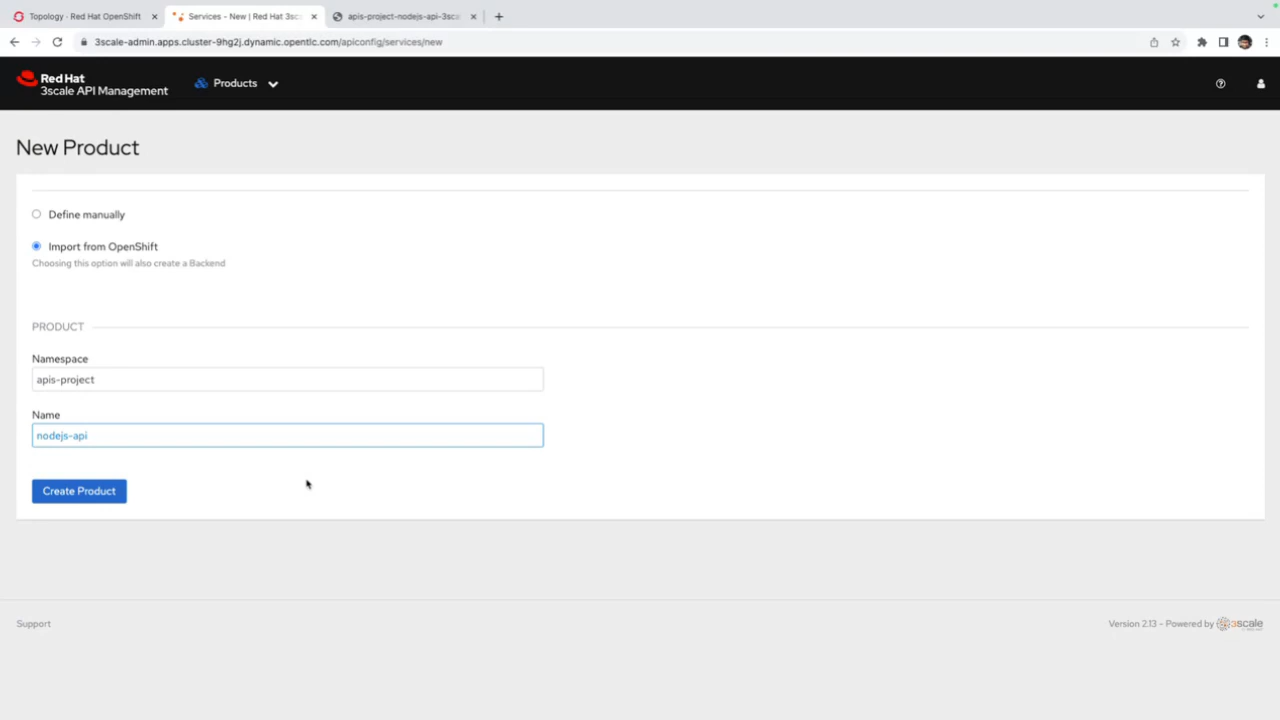 Topology · Red Hat OpenShift
Services - New | Red Hat 3sc
apis-project-nodejs-api-3sca
3scale-admin.apps.cluster-9hg2j.dynamic.opentlc.com/apiconfig/services/new
Red Hat
3scale API Management
Products
New Product
Define manually
Import from OpenShift
Choosing this option will also create a Backend
PRODUCT
Namespace
apis-project
Name
nodejs-api
Create Product
Support
Version 2.13 - Powered by 3scale